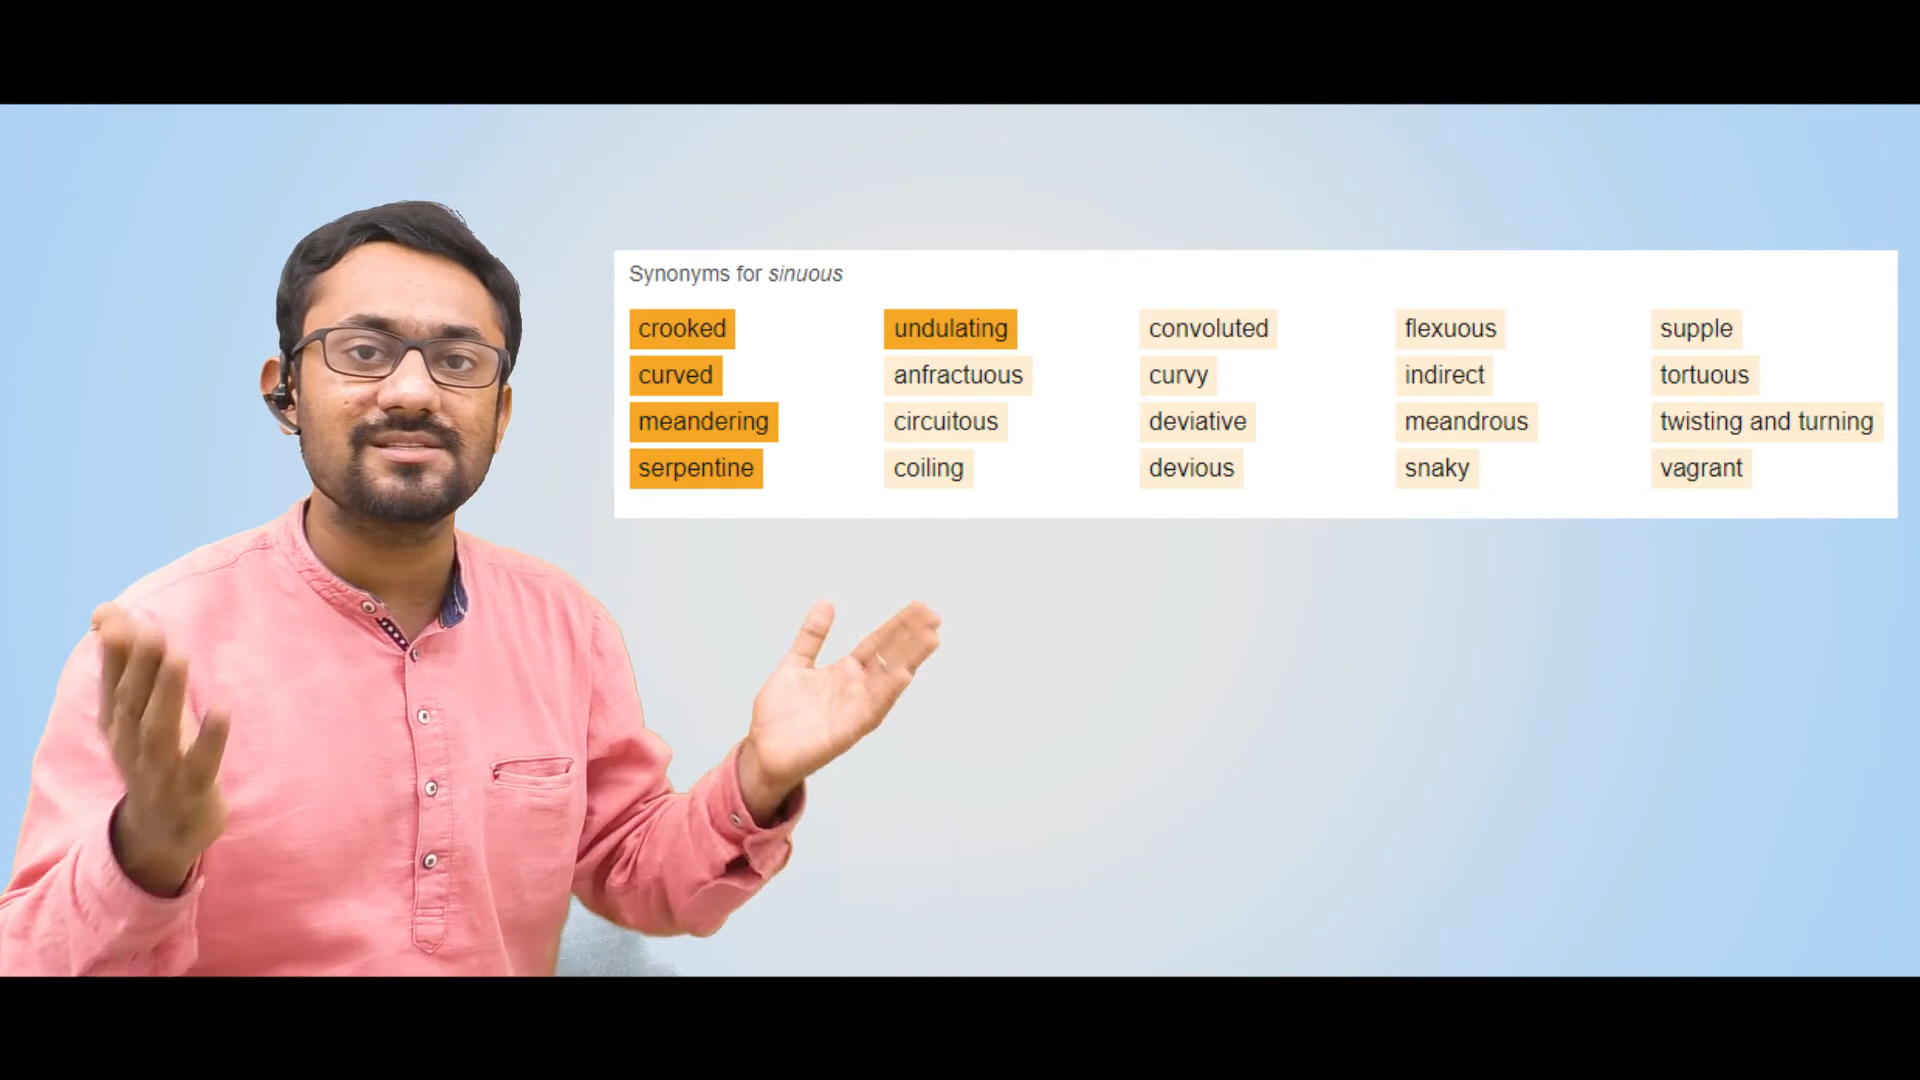 Synonyms for sinuous
crooked undulating convoluted flexuous supple
curved anfractuous curvy indirect tortuous
meandering circuitous deviative meandrous twisting and turning
serpentine coiling devious snaky vagrant